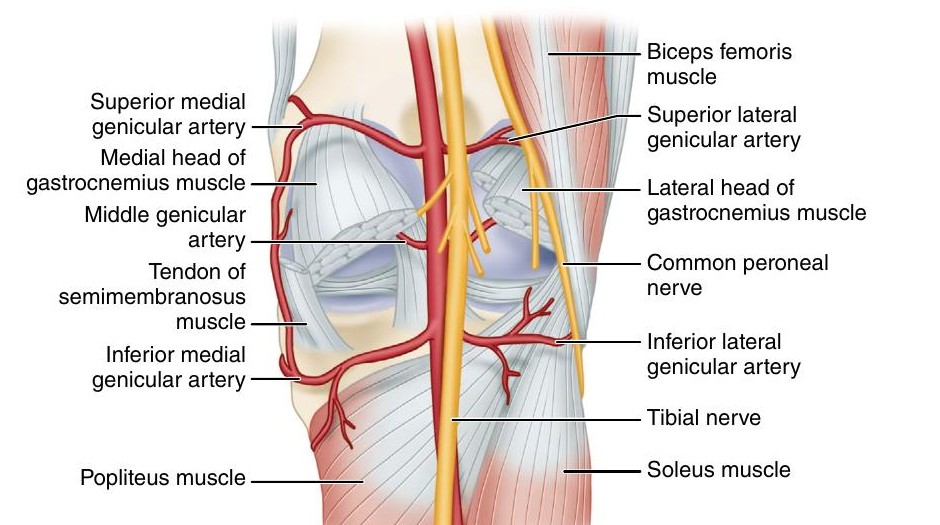 Superior medial
genicular artery
Medial head of
gastrocnemius muscle
Middle genicular
artery
Tendon of
semimembranosus
muscle
Inferior medial
genicular artery
Popliteus muscle
Biceps femoris
muscle
Superior lateral
genicular artery
Lateral head of
gastrocnemius muscle
Common peroneal
nerve
Inferior lateral
genicular artery
Tibial nerve
Soleus muscle